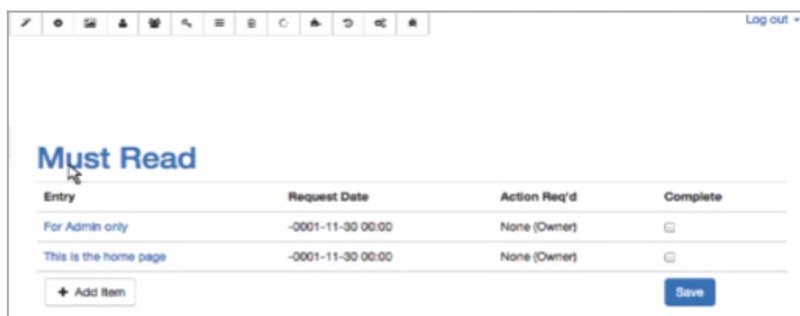 Log out
Must Read
Entry Request Date Action Req'd Complete
For Admin only -0001-11-30 00:00 None (Owner)
This is the home page -0001-11-30 00:00 None (Owner)
+ Add Item Save